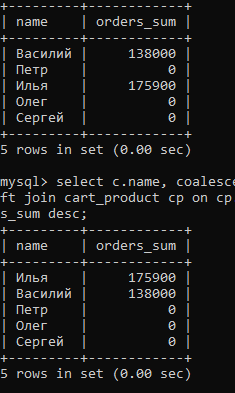 +---------+------------+
| name    | orders_sum |
+---------+------------+
| Василий |     138000 |
| Петр    |          0 |
| Илья    |     175900 |
| Олег    |          0 |
| Сергей  |          0 |
+---------+------------+
5 rows in set (0.00 sec)
mysql> select c.name, coalesce
ft join cart_product cp on cp
s_sum desc;
+---------+------------+
| name    | orders_sum |
+---------+------------+
| Илья    |     175900 |
| Василий |     138000 |
| Петр    |          0 |
| Олег    |          0 |
| Сергей  |          0 |
+---------+------------+
5 rows in set (0.00 sec)